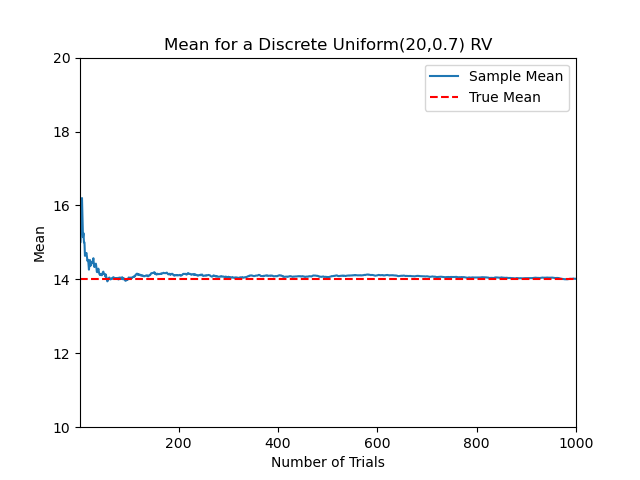 Mean for a Discrete Uniform(20,0.7) RV
Sample Mean
True Mean
20
18
16
14
12
10
Mean
200
400
600
800
1000
Number of Trials